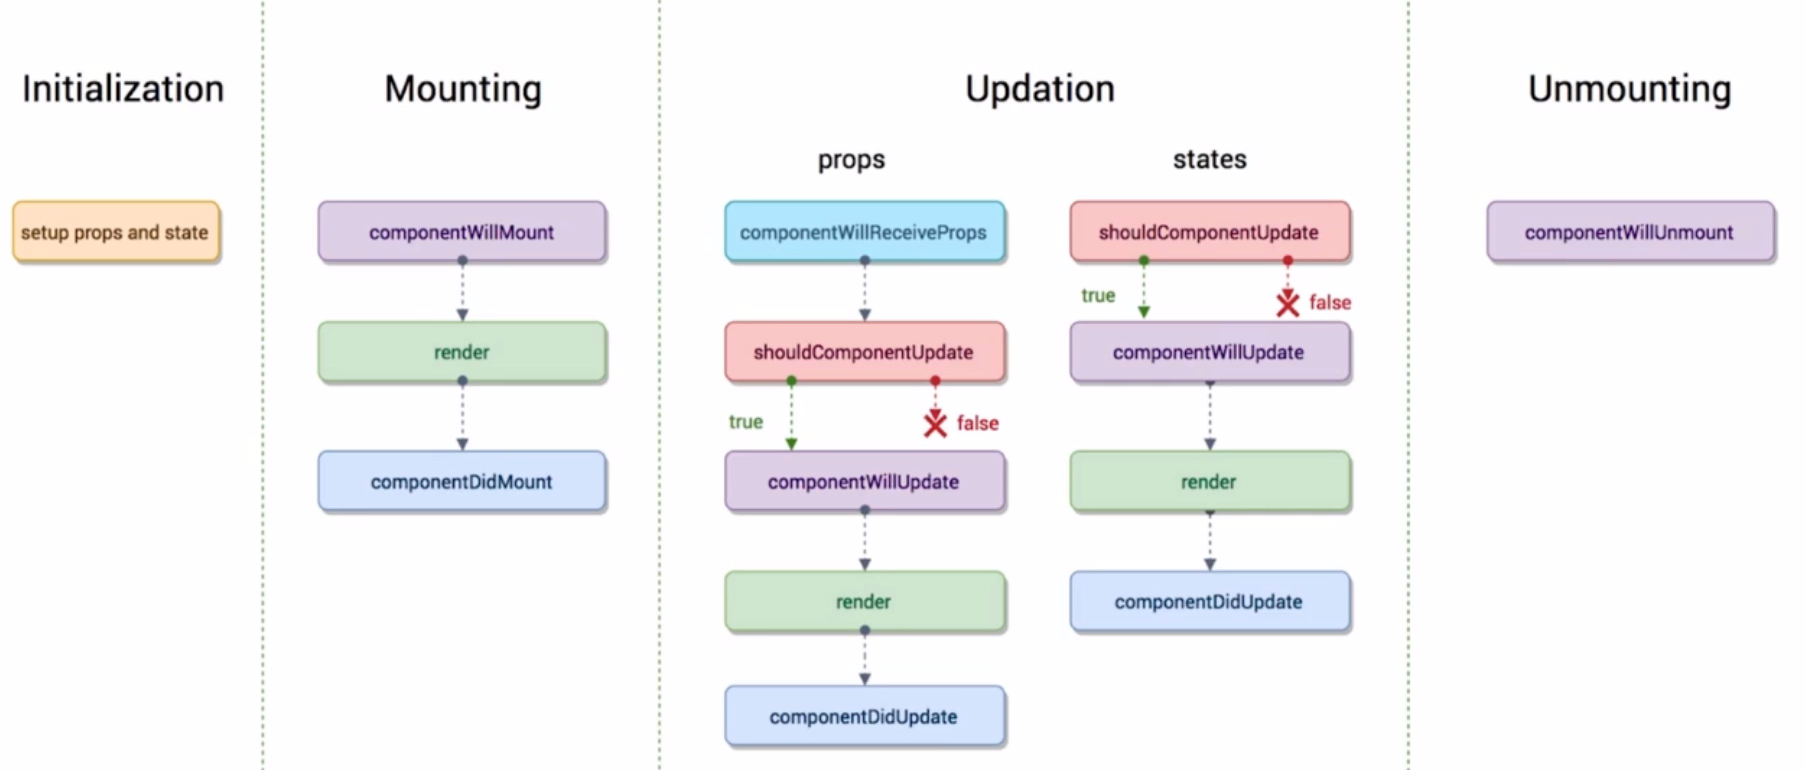 Initialization
setup props and state
Mounting
componentWillMount
render
componentDidMount
Updation
props
componentWillReceiveProps
shouldComponentUpdate
true
false
componentWillUpdate
render
componentDidUpdate
states
shouldComponentUpdate
true
false
componentWillUpdate
render
componentDidUpdate
Unmounting
componentWillUnmount